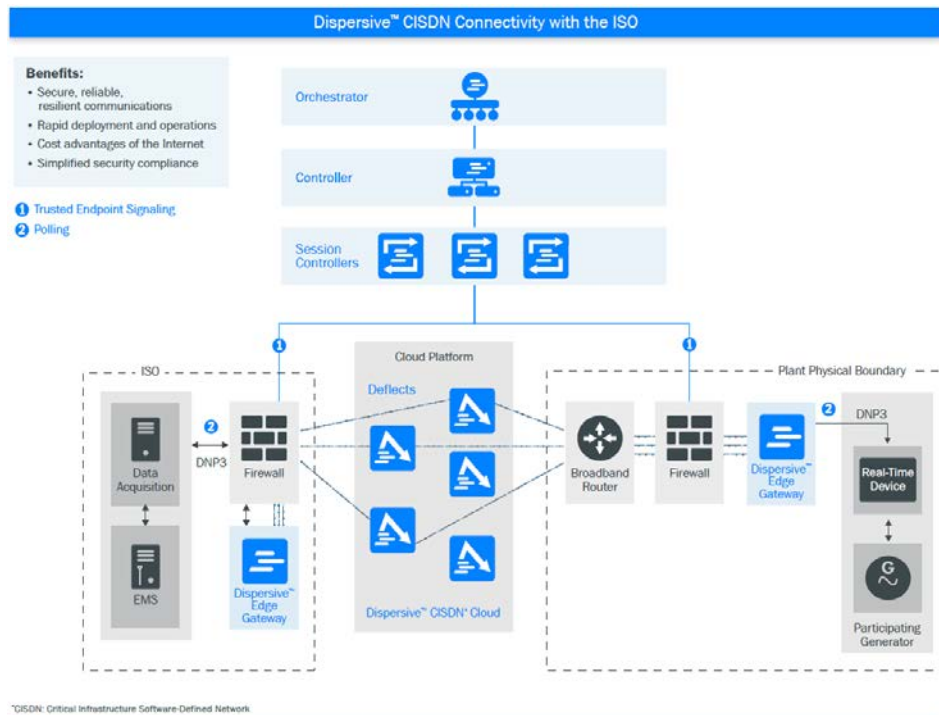 Dispersive™ CISDN Connectivity with the ISO
Benefits:
• Secure, reliable,
resilient communications
• Rapid deployment and operations
• Cost advantages of the Internet
• Simplified security compliance
1 Trusted Endpoint Signaling
2 Polling
Orchestrator
Controller
Session
Controllers
1
1
ISO
Cloud Platform
Plant Physical Boundary
Deflects
2
DNP3
Data
Acquisition
Firewall
EMS
Dispersive™
Edge
Gateway
Dispersive™ CISDN* Cloud
Broadband
Router
Firewall
Dispersive™
Edge
Gateway
2
DNP3
Real-Time
Device
G
Participating
Generator
*CISDN: Critical Infrastructure Software-Defined Network